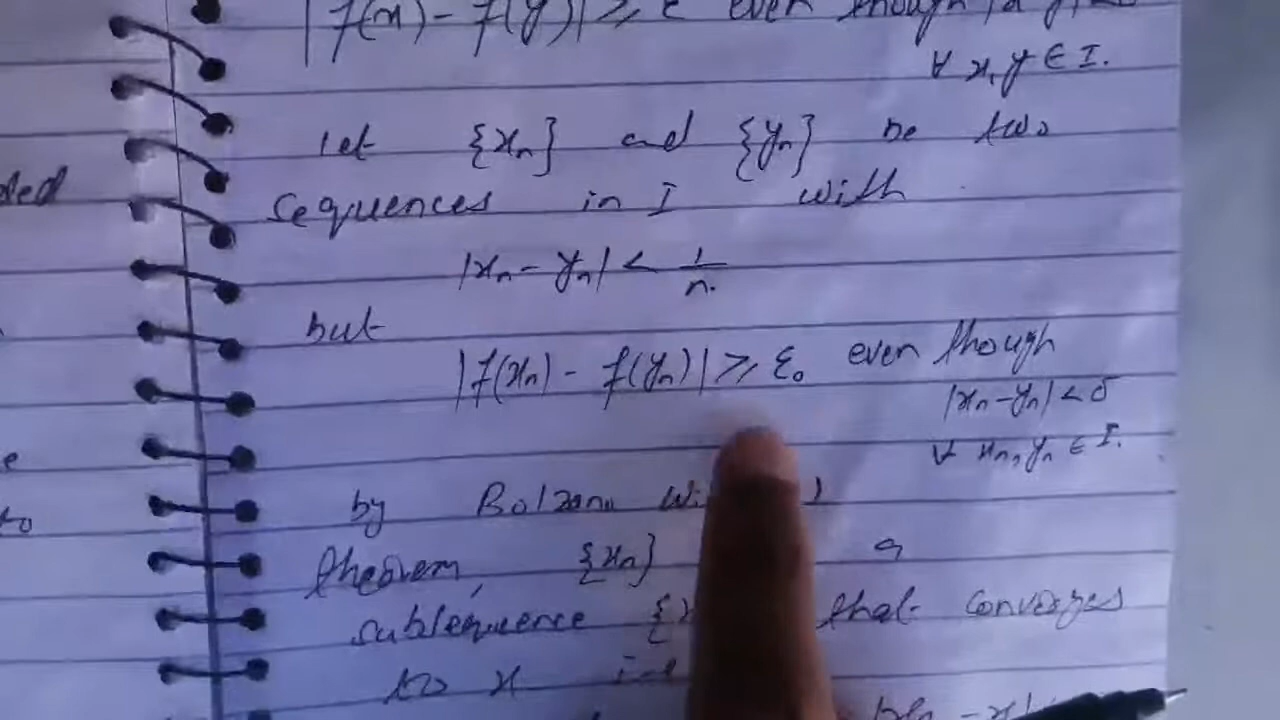 |f(x) - f(y)| ≥ ε even though
∀ x, y ∈ I.
let {xₙ} and {yₙ} be two
sequences in I with
|xₙ - yₙ| < 1/n.
but
|f(xₙ) - f(yₙ)| ≥ ε₀ even though
|xₙ - yₙ| < δ
∀ xₙ, yₙ ∈ I.
by Bolzano
theorem, {xₙ} a
subsequence that converges
to x in